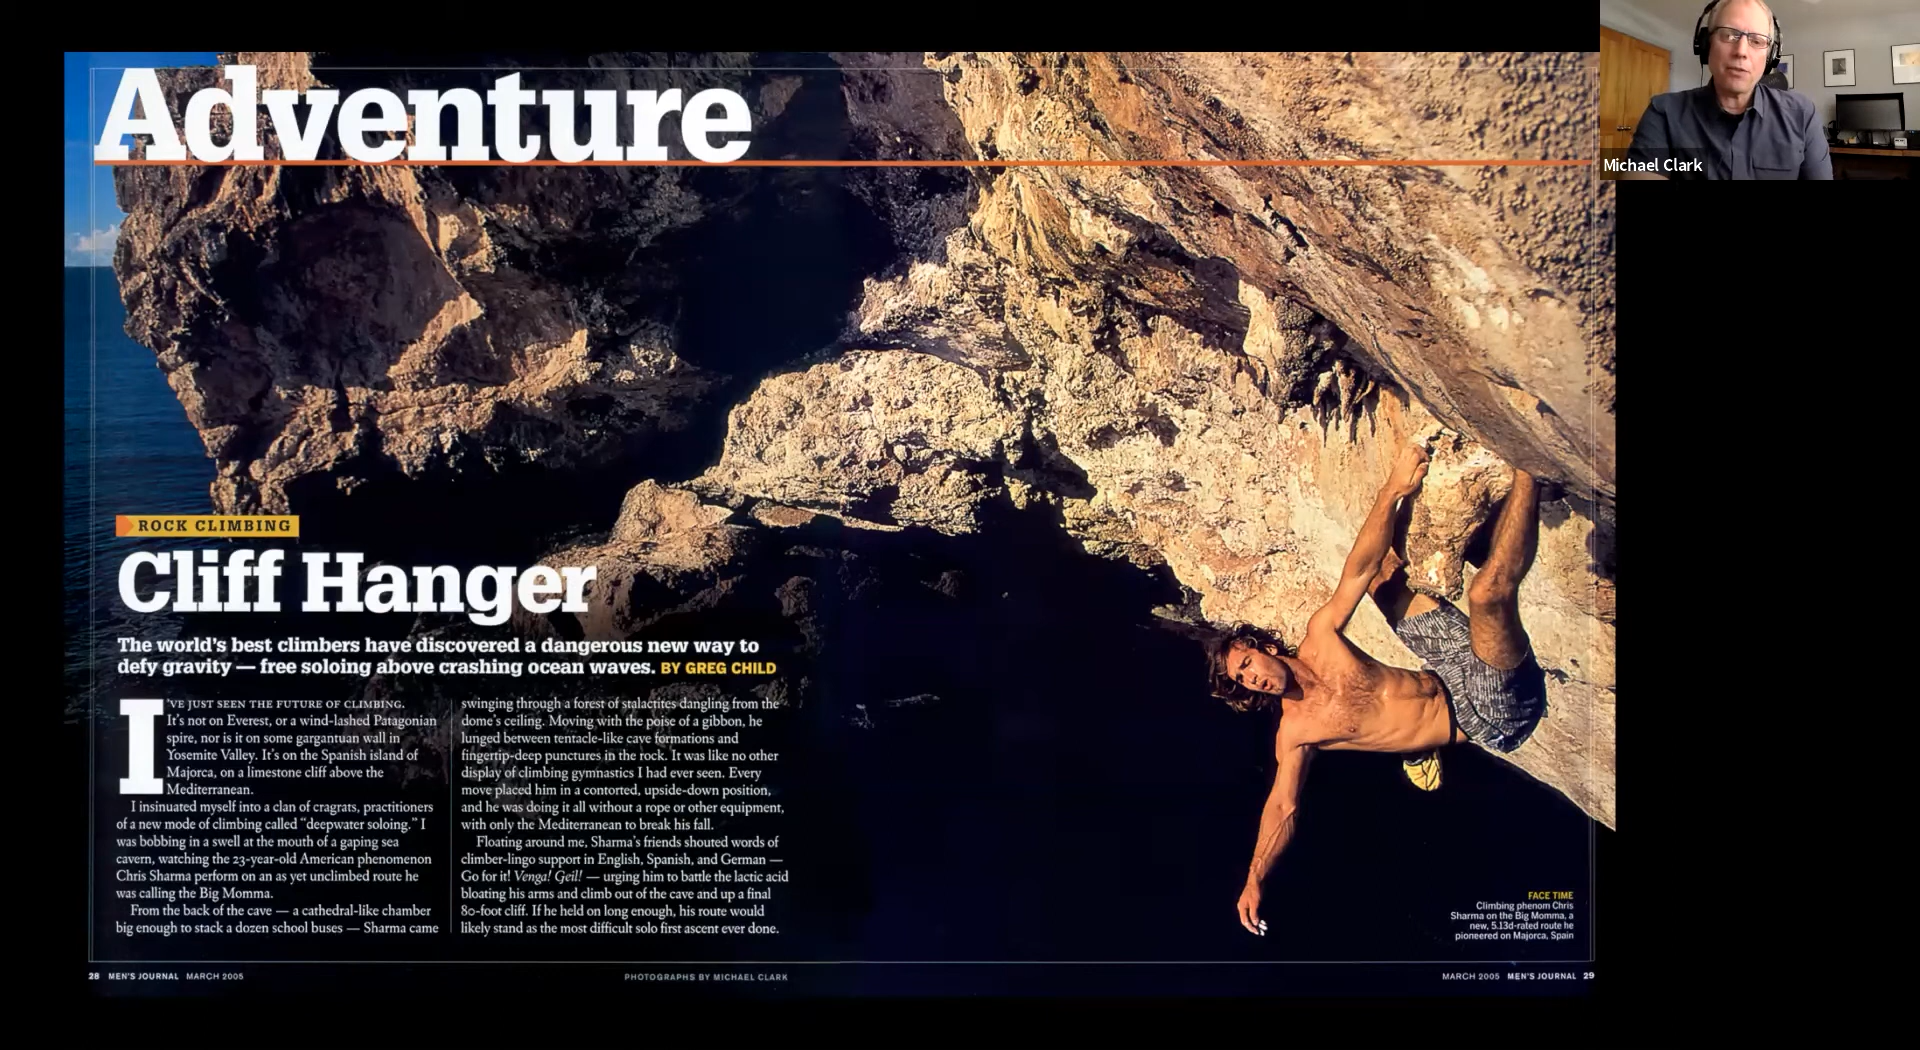 Adventure
Michael Clark
ROCK CLIMBING
Cliff Hanger
The world's best climbers have discovered a dangerous new way to
defy gravity — free soloing above crashing ocean waves. BY GREG CHILD
I'VE JUST SEEN THE FUTURE OF CLIMBING.
It's not on Everest, or a wind-lashed Patagonian
spire, nor is it on some gargantuan wall in
Yosemite Valley. It's on the Spanish island of
Majorca, on a limestone cliff above the
Mediterranean.
I insinuated myself into a clan of cragrats, practitioners
of a new mode of climbing called “deepwater soloing.” I
was bobbing in a swell at the mouth of a gaping sea
cavern, watching the 23-year-old American phenomenon
Chris Sharma perform on an as yet unclimbed route he
was calling the Big Momma.
From the back of the cave — a cathedral-like chamber
big enough to stack a dozen school buses — Sharma came
swinging through a forest of stalactites dangling from the
dome's ceiling. Moving with the poise of a gibbon, he
lunged between tentacle-like cave formations and
fingertip-deep punctures in the rock. It was like no other
display of climbing gymnastics I had ever seen. Every
move placed him in a contorted, upside-down position,
and he was doing it all without a rope or other equipment,
with only the Mediterranean to break his fall.
Floating around me, Sharma's friends shouted words of
climber-lingo support in English, Spanish, and German —
Go for it! Venga! Geil! — urging him to battle the lactic acid
bloating his arms and climb out of the cave and up a final
80-foot cliff. If he held on long enough, his route would
likely stand as the most difficult solo first ascent ever done.
FACE TIME
Climbing phenom Chris
Sharma on the Big Momma, a
new, 5.13d-rated route he
pioneered on Majorca, Spain
28 MEN'S JOURNAL MARCH 2005
PHOTOGRAPHS BY MICHAEL CLARK
MARCH 2005 MEN'S JOURNAL 29